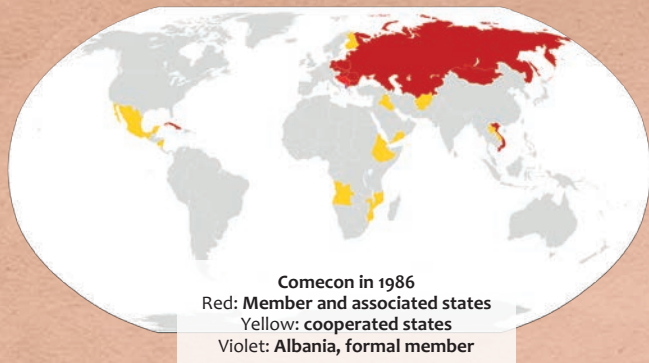 Comecon in 1986
Red: Member and associated states
Yellow: cooperated states
Violet: Albania, formal member